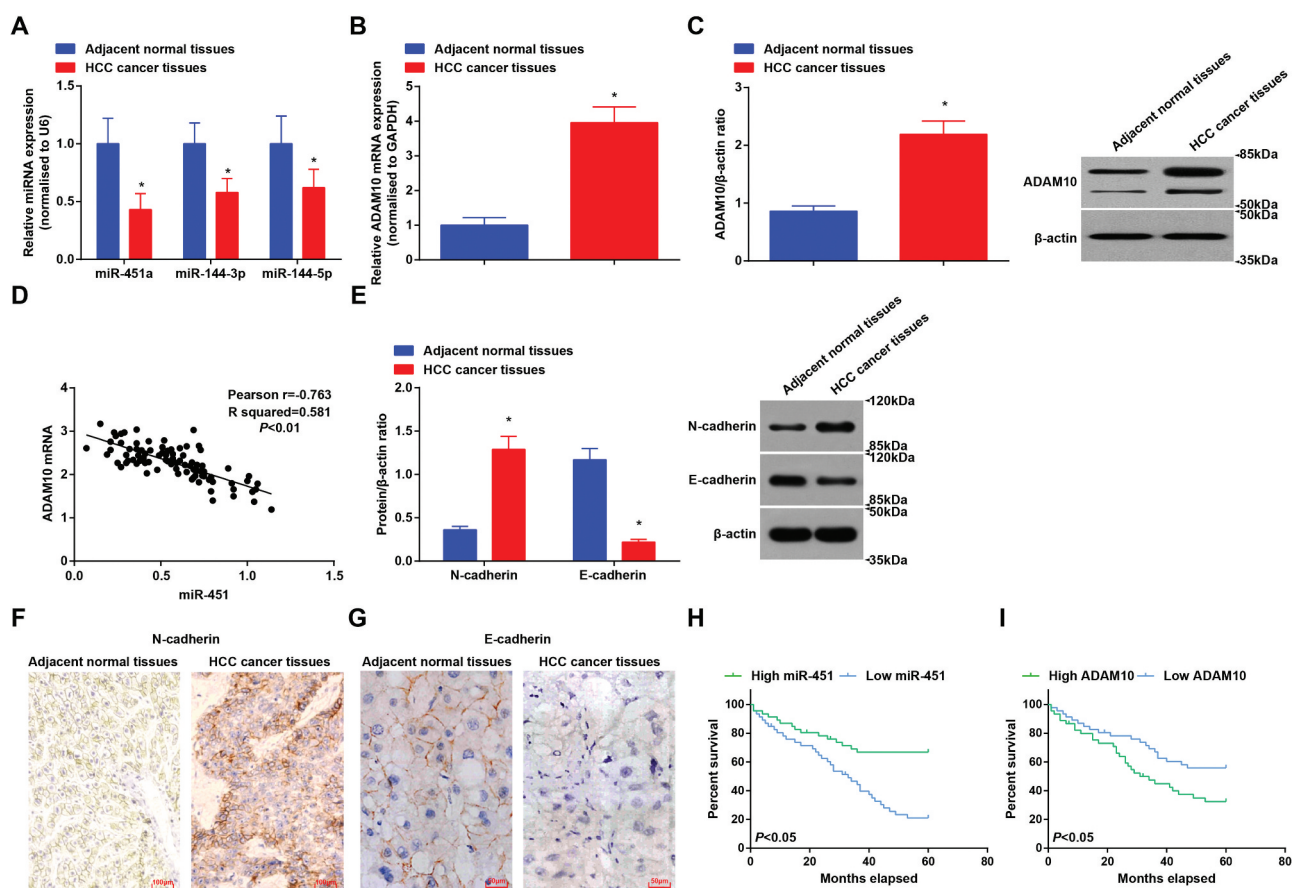 A
Adjacent normal tissues
HCC cancer tissues
Relative miRNA expression
(normalised to U6)
1.5
1.0
0.5
0.0
*
*
*
miR-451a
miR-144-3p
miR-144-5p
B
Adjacent normal tissues
HCC cancer tissues
Relative ADAM10 mRNA expression
(normalised to GAPDH)
5
4
3
2
1
0
*
C
Adjacent normal tissues
HCC cancer tissues
ADAM10/β-actin ratio
3
2
1
0
*
Adjacent normal tissues
HCC cancer tissues
ADAM10
β-actin
85kDa
50kDa
50kDa
35kDa
D
ADAM10 mRNA
4
3
2
1
0
Pearson r=-0.763
R squared=0.581
P<0.01
0.0
0.5
1.0
1.5
miR-451
E
Adjacent normal tissues
HCC cancer tissues
Protein/β-actin ratio
2.0
1.5
1.0
0.5
0.0
*
*
N-cadherin
E-cadherin
Adjacent normal tissues
HCC cancer tissues
N-cadherin
E-cadherin
β-actin
120kDa
85kDa
120kDa
85kDa
50kDa
35kDa
F
N-cadherin
Adjacent normal tissues
HCC cancer tissues
100μm
100μm
G
E-cadherin
Adjacent normal tissues
HCC cancer tissues
50μm
50μm
H
High miR-451
Low miR-451
Percent survival
100
80
60
40
20
0
P<0.05
0
20
40
60
80
Months elapsed
I
High ADAM10
Low ADAM10
Percent survival
100
80
60
40
20
0
P<0.05
0
20
40
60
80
Months elapsed